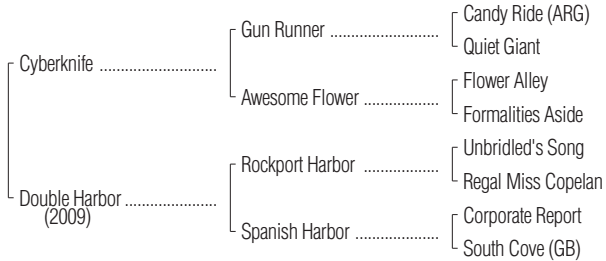 Candy Ride (ARG)
Gun Runner ......................
Quiet Giant
Cyberknife ........................
Flower Alley
Awesome Flower ...............
Formalities Aside
Unbridled's Song
Rockport Harbor ...............
Regal Miss Copelan
Double Harbor ...................
(2009)
Corporate Report
Spanish Harbor .................
South Cove (GB)